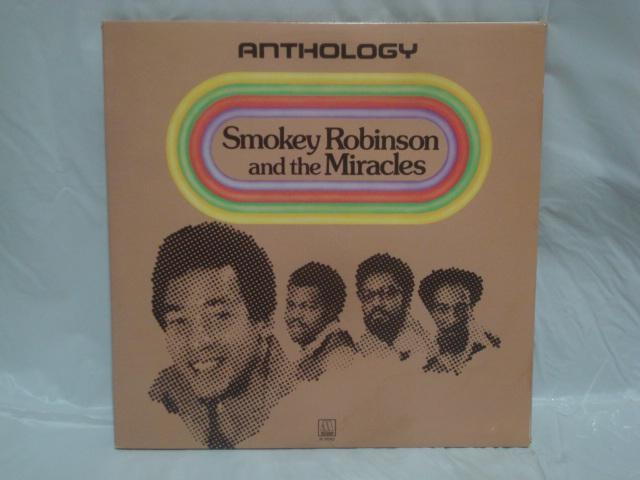 ANTHOLOGY
Smokey Robinson
and the Miracles